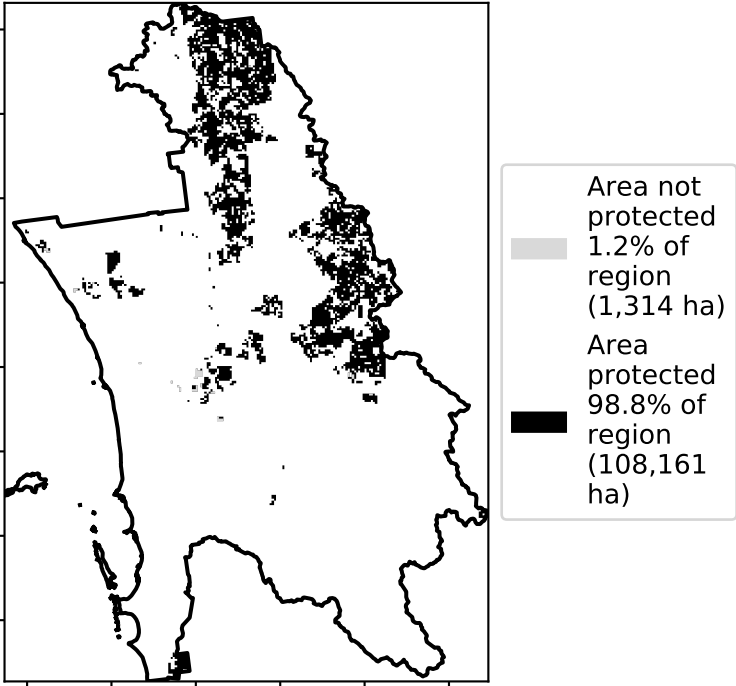 Area not
protected
1.2% of
region
(1,314 ha)
Area
protected
98.8% of
region
(108,161
ha)